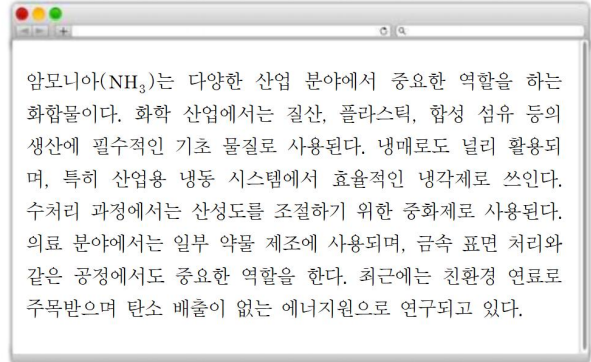 암모니아(NH₃)는 다양한 산업 분야에서 중요한 역할을 하는
화합물이다. 화학 산업에서는 질산, 플라스틱, 합성 섬유 등의
생산에 필수적인 기초 물질로 사용된다. 냉매로도 널리 활용되
며, 특히 산업용 냉동 시스템에서 효율적인 냉각제로 쓰인다.
수처리 과정에서는 산성도를 조절하기 위한 중화제로 사용된다.
의료 분야에서는 일부 약물 제조에 사용되며, 금속 표면 처리와
같은 공정에서도 중요한 역할을 한다. 최근에는 친환경 연료로
주목받으며 탄소 배출이 없는 에너지원으로 연구되고 있다.